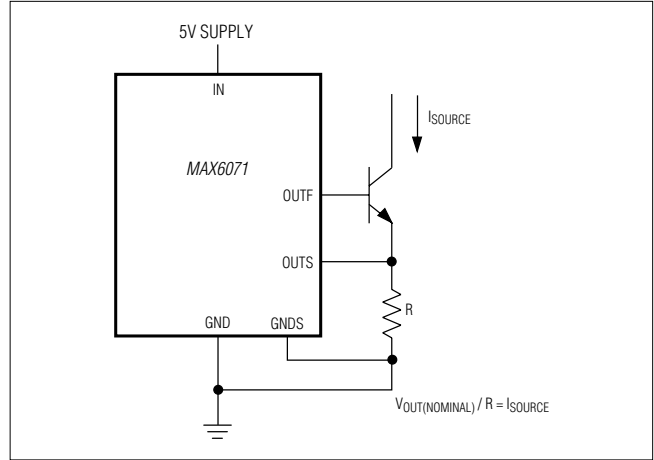 5V SUPPLY
IN
ISOURCE
MAX6071
OUTF
OUTS
R
GND
GNDS
VOUT(NOMINAL) / R = ISOURCE